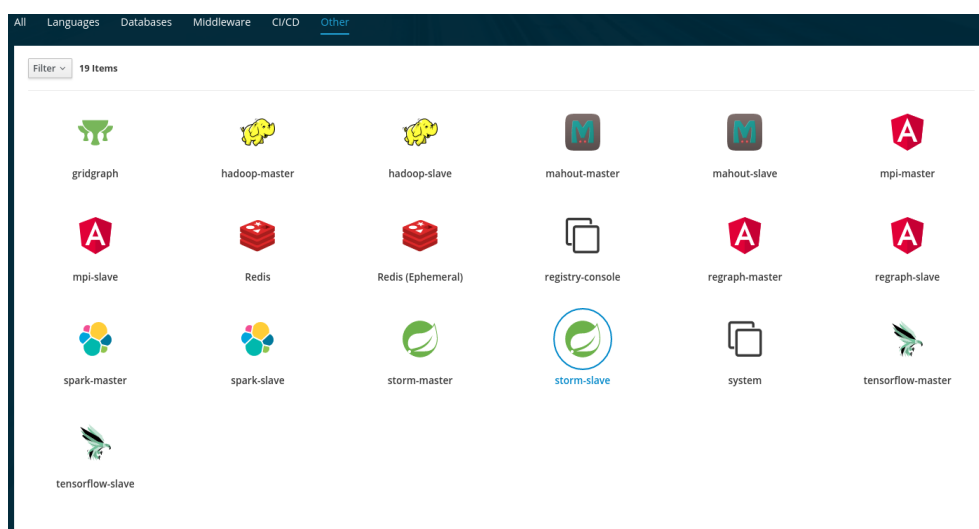 All Languages Databases Middleware CI/CD Other
Filter 19 Items
gridgraph hadoop-master hadoop-slave mahout-master mahout-slave mpi-master
mpi-slave Redis Redis (Ephemeral) registry-console regraph-master regraph-slave
spark-master spark-slave storm-master storm-slave system tensorflow-master
tensorflow-slave